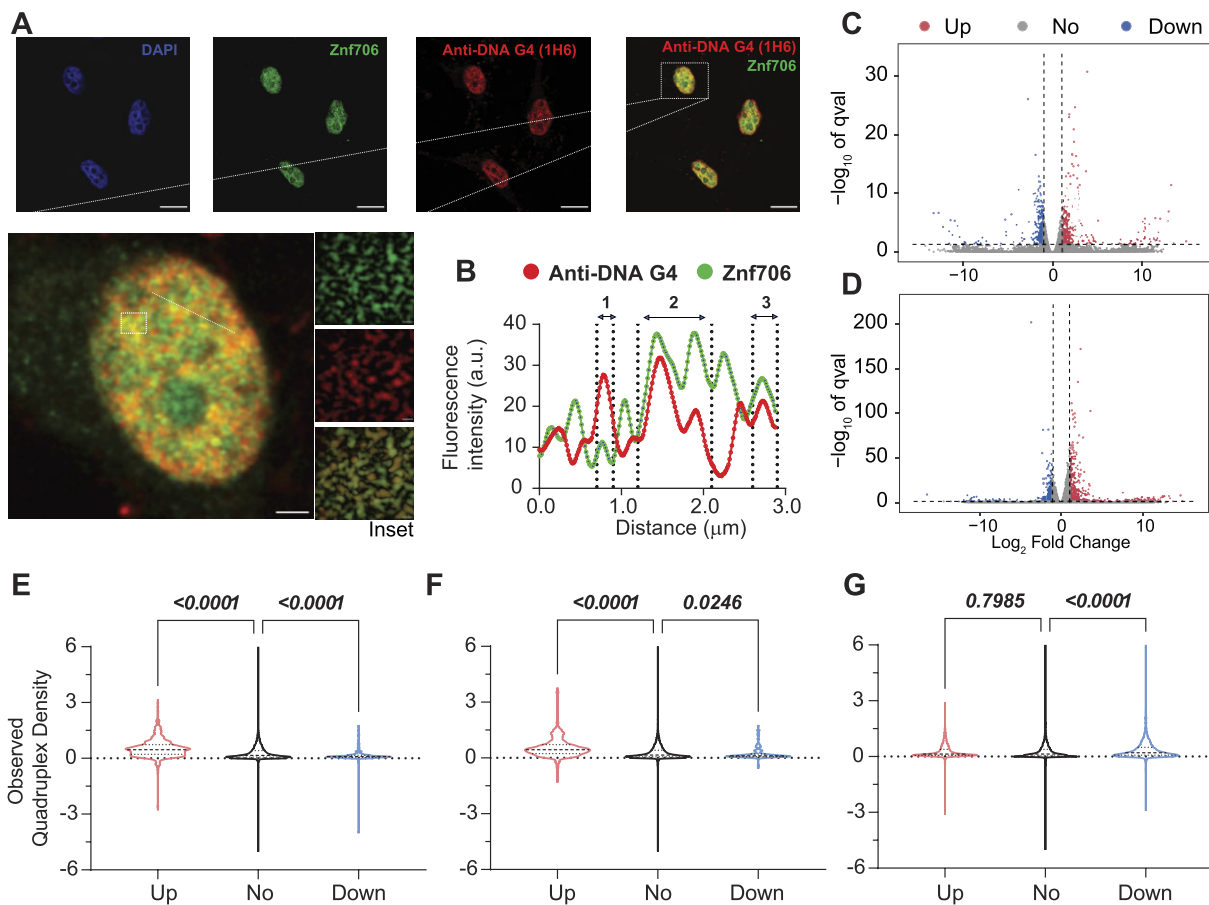 A
DAPI
Znf706
Anti-DNA G4 (1H6)
Anti-DNA G4 (1H6)
Znf706
Inset
B
Anti-DNA G4 Znf706
1 2 3
40
30
20
10
0
Fluorescence
intensity (a.u.)
0.0 1.0 2.0 3.0
Distance (μm)
C
Up No Down
30
20
10
0
−log10 of qval
−10 0 10
D
200
150
100
50
0
−log10 of qval
−10 0 10
Log2 Fold Change
E
<0.0001 <0.0001
6
3
0
-3
-6
Observed
Quadruplex Density
Up No Down
F
<0.0001 0.0246
6
3
0
-3
-6
Up No Down
G
0.7985 <0.0001
6
3
0
-3
-6
Up No Down